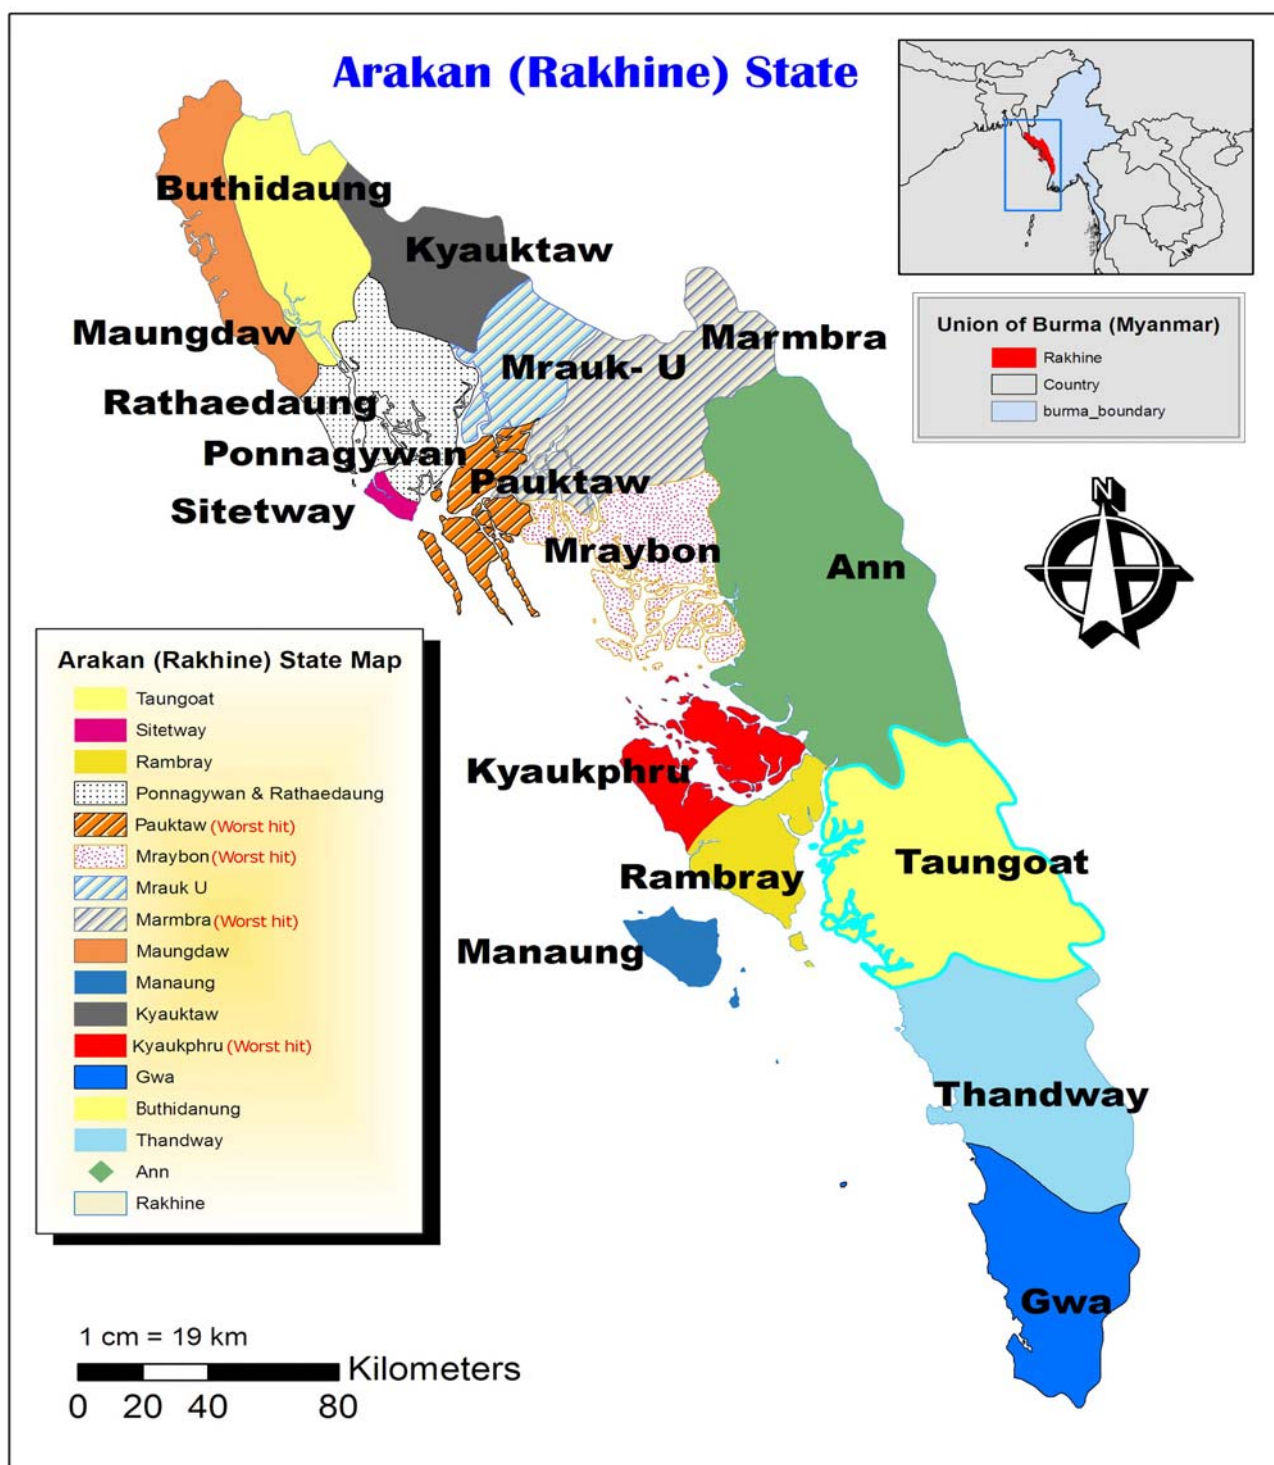 Arakan (Rakhine) State
Buthidaung
Kyauktaw
Maungdaw
Marmbra
Mrauk- U
Rathaedaung
Ponnagywan
Pauktaw
Sitetway
Mraybon
Ann
Kyaukphru
Rambray
Taungoat
Manaung
Thandway
Gwa
Union of Burma (Myanmar)
Rakhine
Country
burma_boundary
N
Arakan (Rakhine) State Map
Taungoat
Sitetway
Rambray
Ponnagywan & Rathaedaung
Pauktaw (Worst hit)
Mraybon (Worst hit)
Mrauk U
Marmbra (Worst hit)
Maungdaw
Manaung
Kyauktaw
Kyaukphru (Worst hit)
Gwa
Buthidanung
Thandway
Ann
Rakhine
1 cm = 19 km
Kilometers
0 20 40 80